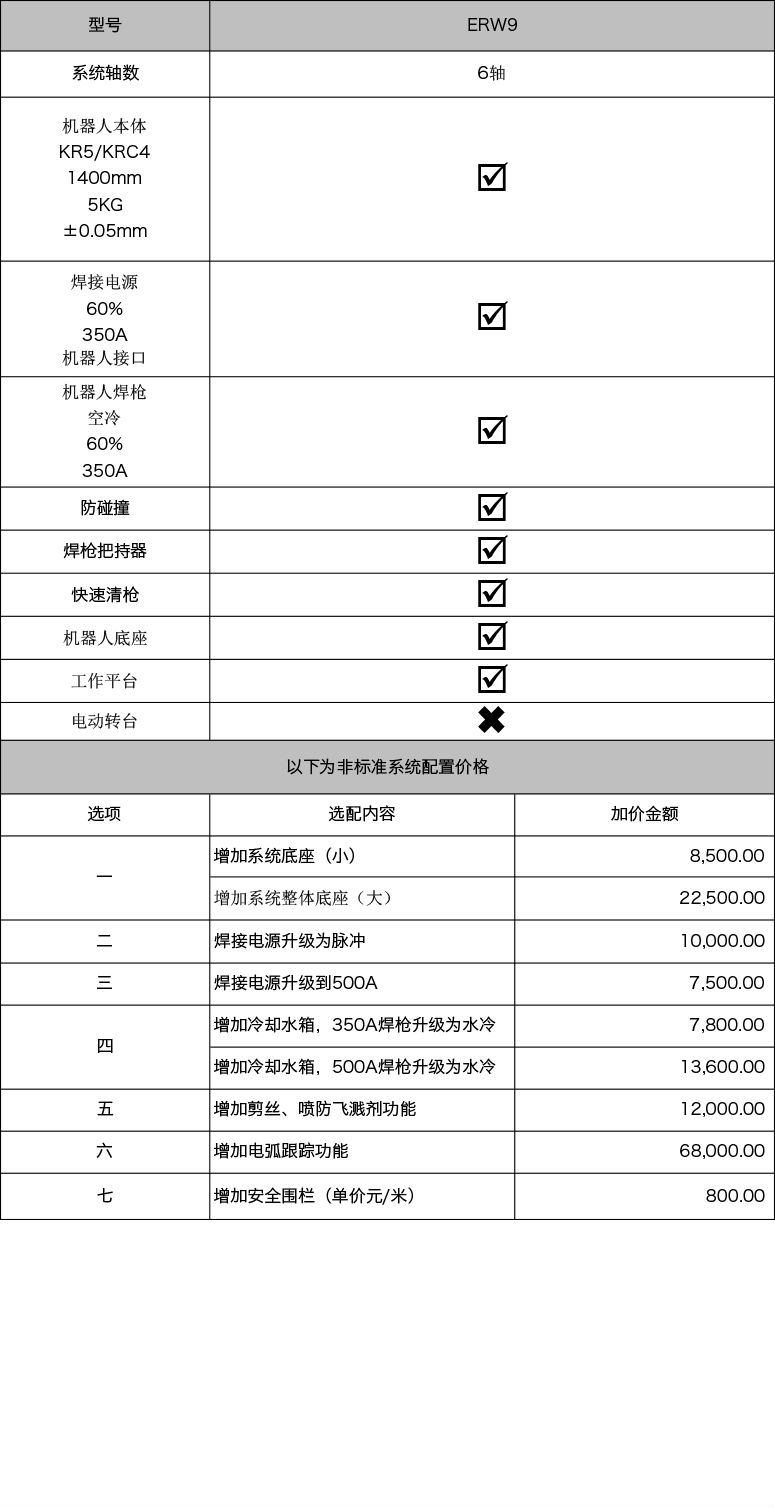 型号
ERW9
系统轴数
6轴
机器人本体
KR5/KRC4
1400mm
5KG
±0.05mm
焊接电源
60%
350A
机器人接口
机器人焊枪
空冷
60%
350A
防碰撞
焊枪把持器
快速清枪
机器人底座
工作平台
电动转台
以下为非标准系统配置价格
选项
选配内容
加价金额
一
增加系统底座（小）
8,500.00
增加系统整体底座（大）
22,500.00
二
焊接电源升级为脉冲
10,000.00
三
焊接电源升级到500A
7,500.00
四
增加冷却水箱，350A焊枪升级为水冷
7,800.00
增加冷却水箱，500A焊枪升级为水冷
13,600.00
五
增加剪丝、喷防飞溅剂功能
12,000.00
六
增加电弧跟踪功能
68,000.00
七
增加安全围栏（单价元/米）
800.00